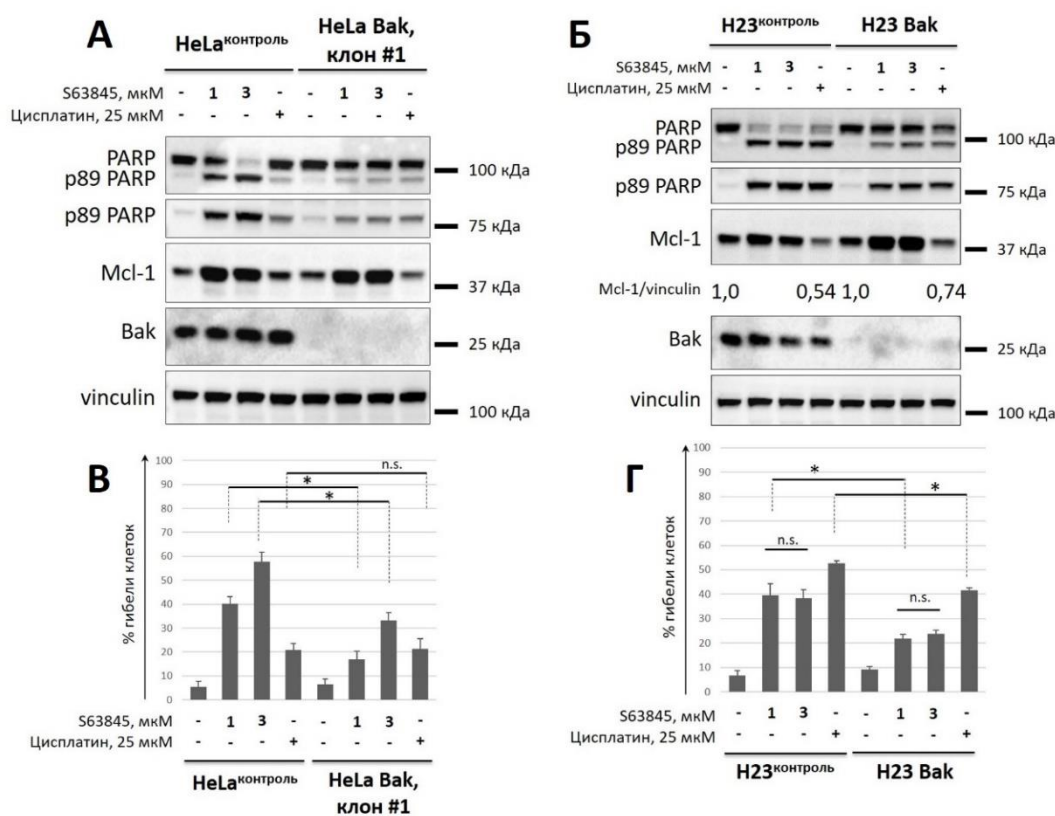 А
HeLaконтроль
HeLa Bak,
клон #1
S63845, мкМ - 1 3 - - 1 3 -
Цисплатин, 25 мкМ - - - + - - - +
PARP
p89 PARP
100 кДа
p89 PARP
75 кДа
Mcl-1
37 кДа
Bak
25 кДа
vinculin
100 кДа
Б
H23контроль
H23 Bak
S63845, мкМ - 1 3 - - 1 3 -
Цисплатин, 25 мкМ - - - + - - - +
PARP
p89 PARP
100 кДа
p89 PARP
75 кДа
Mcl-1
37 кДа
Mcl-1/vinculin 1,0 0,54 1,0 0,74
Bak
25 кДа
vinculin
100 кДа
В
% гибели клеток
100
90
80
70
60
50
40
30
20
10
0
n.s.
*
*
S63845, мкМ - 1 3 - - 1 3 -
Цисплатин, 25 мкМ - - - + - - - +
HeLaконтроль
HeLa Bak,
клон #1
Г
% гибели клеток
100
90
80
70
60
50
40
30
20
10
0
*
*
n.s.
n.s.
S63845, мкМ - 1 3 - - 1 3 -
Цисплатин, 25 мкМ - - - + - - - +
H23контроль
H23 Bak